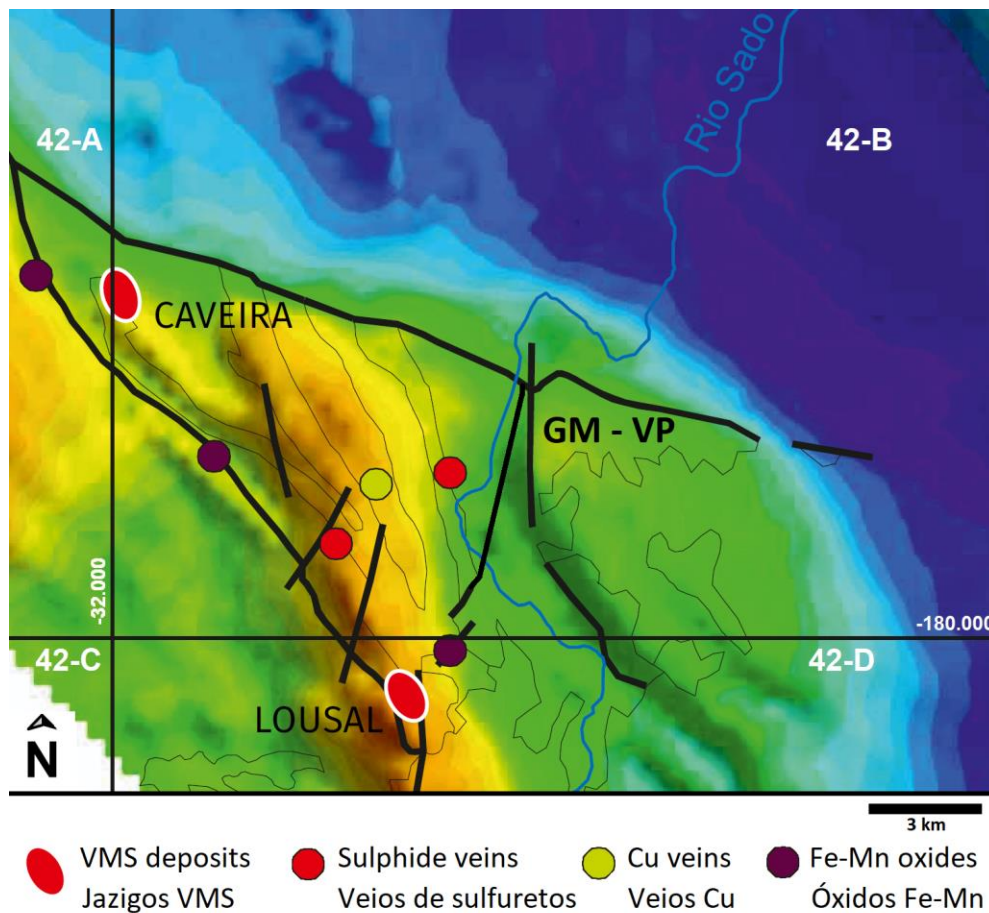 42-A
42-B
Rio Sado
CAVEIRA
GM - VP
-32.000
-180.000
42-C
42-D
LOUSAL
N
3 km
VMS deposits
Jazigos VMS
Sulphide veins
Veios de sulfuretos
Cu veins
Veios Cu
Fe-Mn oxides
Óxidos Fe-Mn